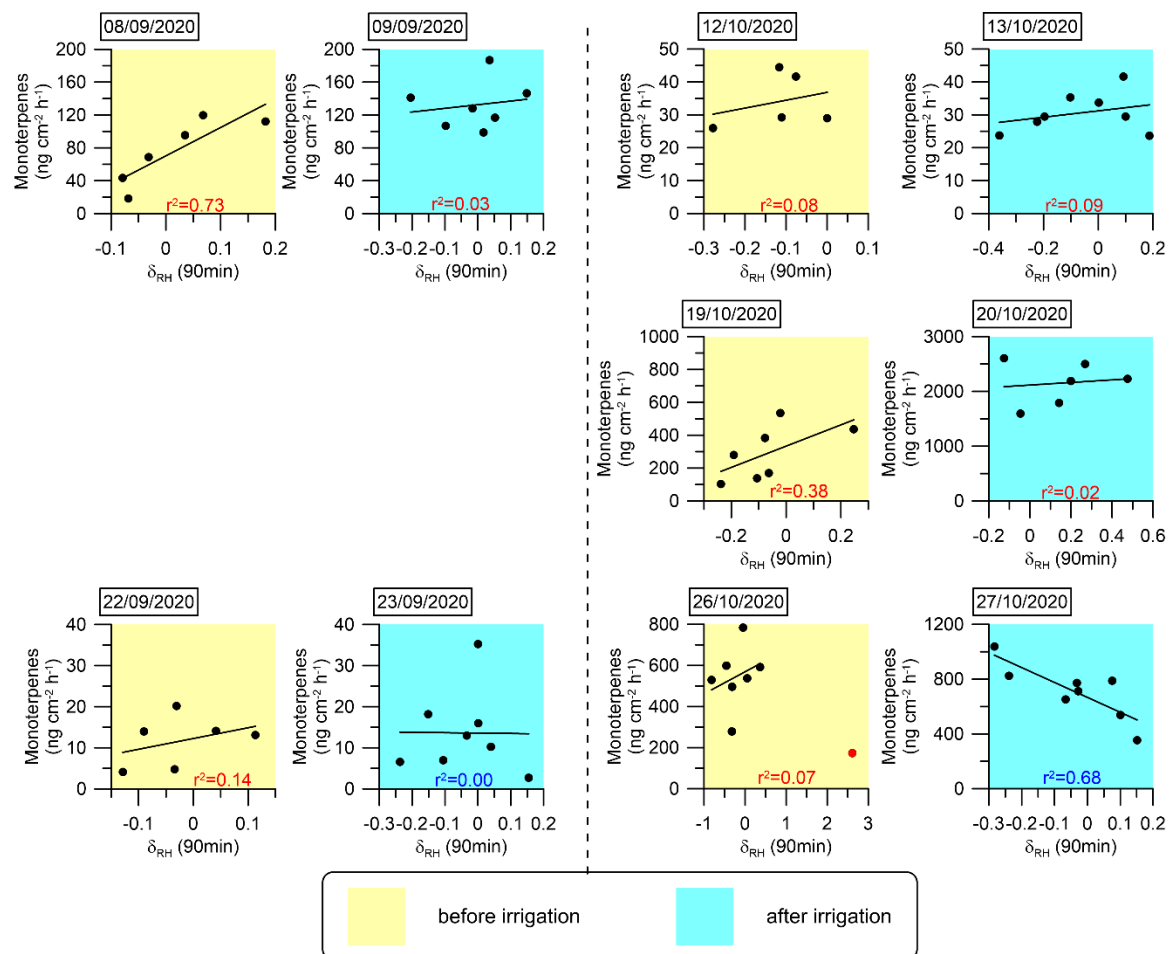 08/09/2020
09/09/2020
12/10/2020
13/10/2020
Monoterpenes
(ng cm⁻² h⁻¹)
200
160
120
80
40
0
r²=0.73
-0.1 0 0.1 0.2
δRH (90min)
Monoterpenes
(ng cm⁻² h⁻¹)
200
160
120
80
40
0
r²=0.03
-0.3 -0.2 -0.1 0 0.1 0.2
δRH (90min)
Monoterpenes
(ng cm⁻² h⁻¹)
50
40
30
20
10
0
r²=0.08
-0.3 -0.2 -0.1 0 0.1
δRH (90min)
Monoterpenes
(ng cm⁻² h⁻¹)
50
40
30
20
10
0
r²=0.09
-0.4 -0.2 0 0.2
δRH (90min)
19/10/2020
20/10/2020
Monoterpenes
(ng cm⁻² h⁻¹)
1000
800
600
400
200
0
r²=0.38
-0.2 0 0.2
δRH (90min)
Monoterpenes
(ng cm⁻² h⁻¹)
3000
2000
1000
0
r²=0.02
-0.2 0 0.2 0.4 0.6
δRH (90min)
22/09/2020
23/09/2020
26/10/2020
27/10/2020
Monoterpenes
(ng cm⁻² h⁻¹)
40
30
20
10
0
r²=0.14
-0.1 0 0.1
δRH (90min)
Monoterpenes
(ng cm⁻² h⁻¹)
40
30
20
10
0
r²=0.00
-0.3 -0.2 -0.1 0 0.1 0.2
δRH (90min)
Monoterpenes
(ng cm⁻² h⁻¹)
800
600
400
200
0
r²=0.07
-1 0 1 2 3
δRH (90min)
Monoterpenes
(ng cm⁻² h⁻¹)
1200
800
400
0
r²=0.68
-0.3 -0.2 -0.1 0 0.1 0.2
δRH (90min)
before irrigation
after irrigation